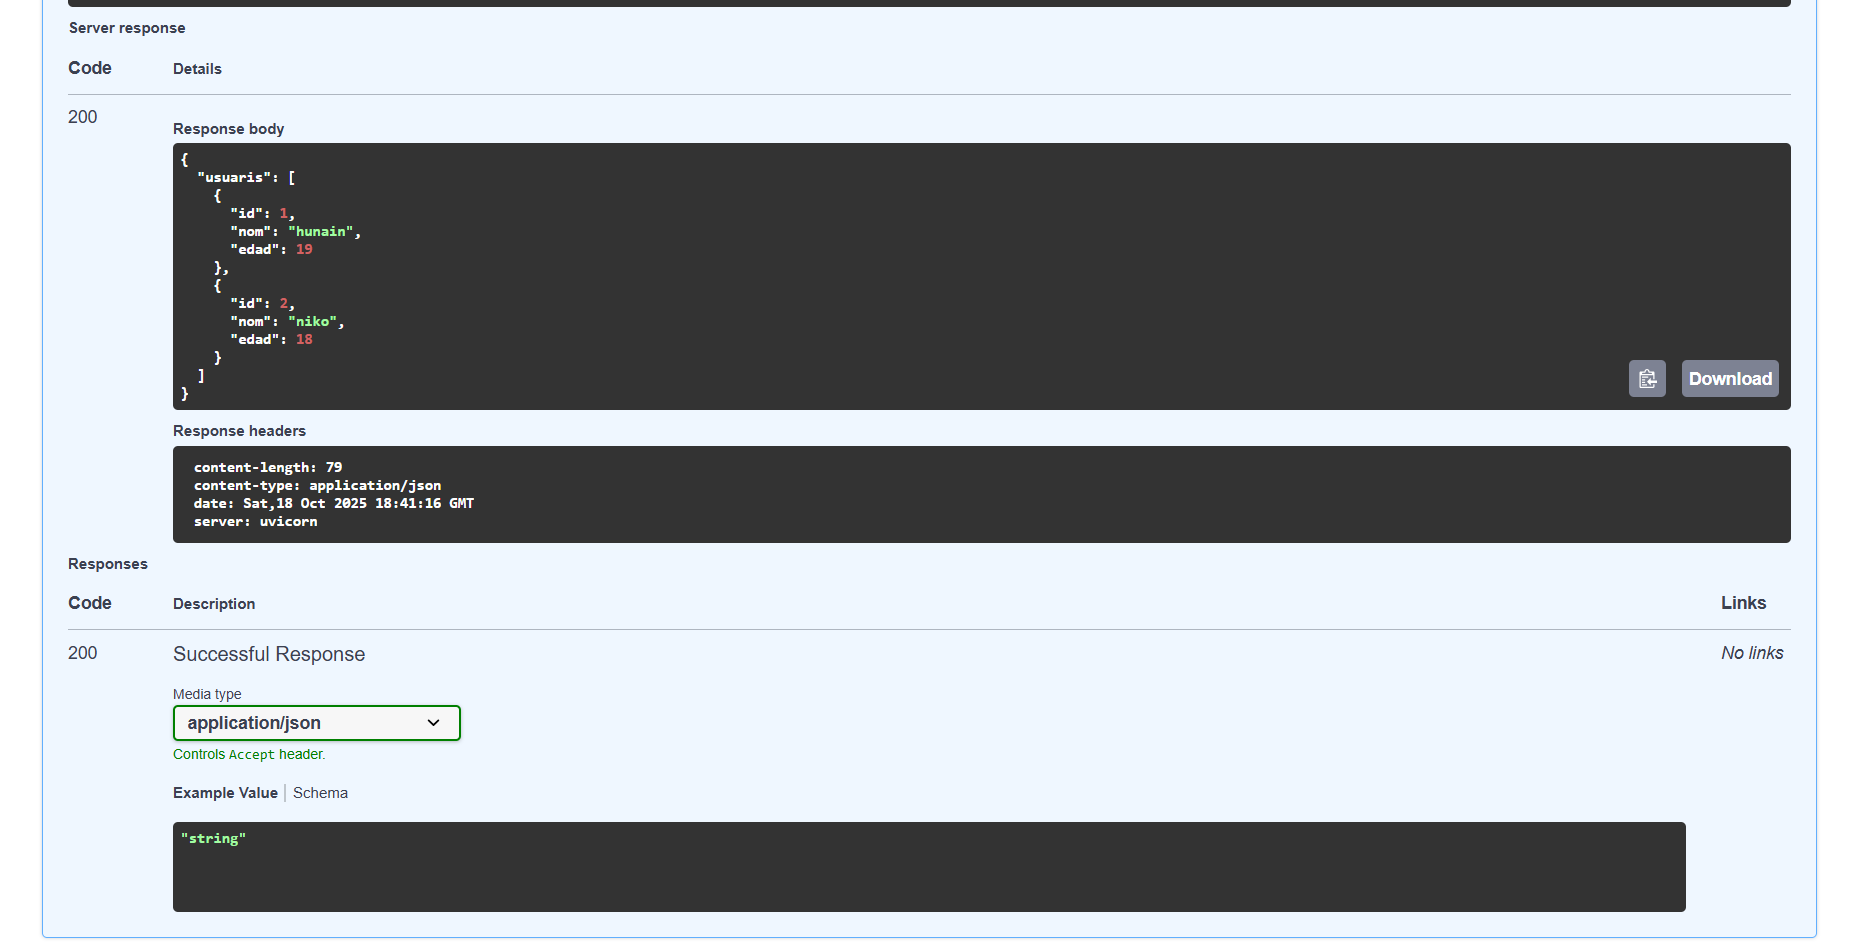 Server response
Code Details
200
Response body
{
  "usuaris": [
    {
      "id": 1,
      "nom": "hunain",
      "edad": 19
    },
    {
      "id": 2,
      "nom": "niko",
      "edad": 18
    }
  ]
}
Download
Response headers
content-length: 79
content-type: application/json
date: Sat,18 Oct 2025 18:41:16 GMT
server: uvicorn
Responses
Code Description Links
200 Successful Response No links
Media type
application/json
Controls Accept header.
Example Value Schema
"string"